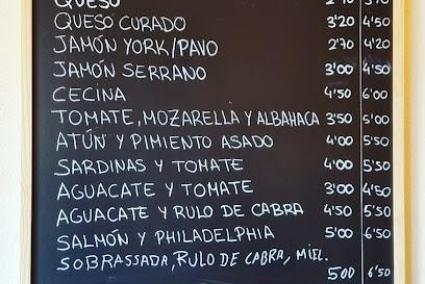 QUESO
QUESO CURADO 3'20 4'50
JAMÓN YORK/PAVO 2'70 4'20
JAMÓN SERRANO 3'00 4'50
CECINA 4'50 6'00
TOMATE, MOZARELLA Y ALBAHACA 3'50 5'00
ATÚN Y PIMIENTO ASADO 4'00 5'50
SARDINAS Y TOMATE 4'00 5'50
AGUACATE Y TOMATE 3'00 4'50
AGUACATE Y RULO DE CABRA 4'50 5'50
SALMÓN Y PHILADELPHIA 5'00 6'50
SOBRASSADA, RULO DE CABRA, MIEL.
5'00 6'50